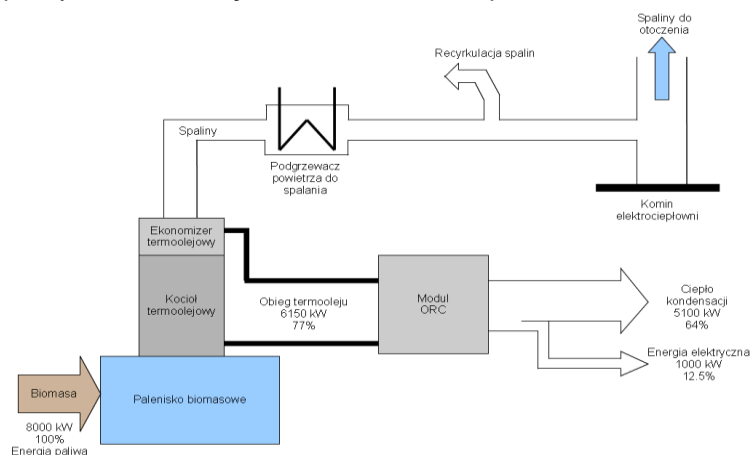 Spaliny do
otoczenia
Recyrkulacja spalin
Spaliny
Podgrzewacz
powietrza do
spalania
Komin
elektrociepłowni
Ekonomizer
termoolejowy
Kocioł
termoolejowy
Obieg termooleju
6150 kW
77%
Moduł
ORC
Ciepło
kondensacji
5100 kW
64%
Energia elektryczna
1000 kW
12.5%
Biomasa
Palenisko biomasowe
8000 kW
100%
Energia paliwa